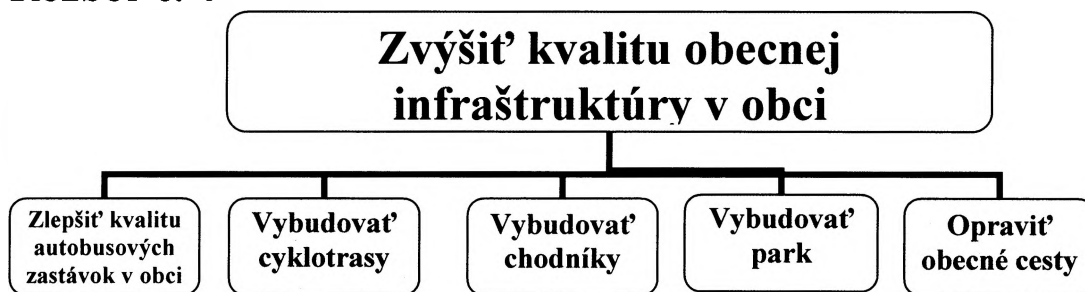 Zvýšiť kvalitu obecnej
infraštruktúry v obci
Zlepšiť kvalitu
autobusových
zastávok v obci
Vybudovať
cyklotrasy
Vybudovať
chodníky
Vybudovať
park
Opraviť
obecné cesty